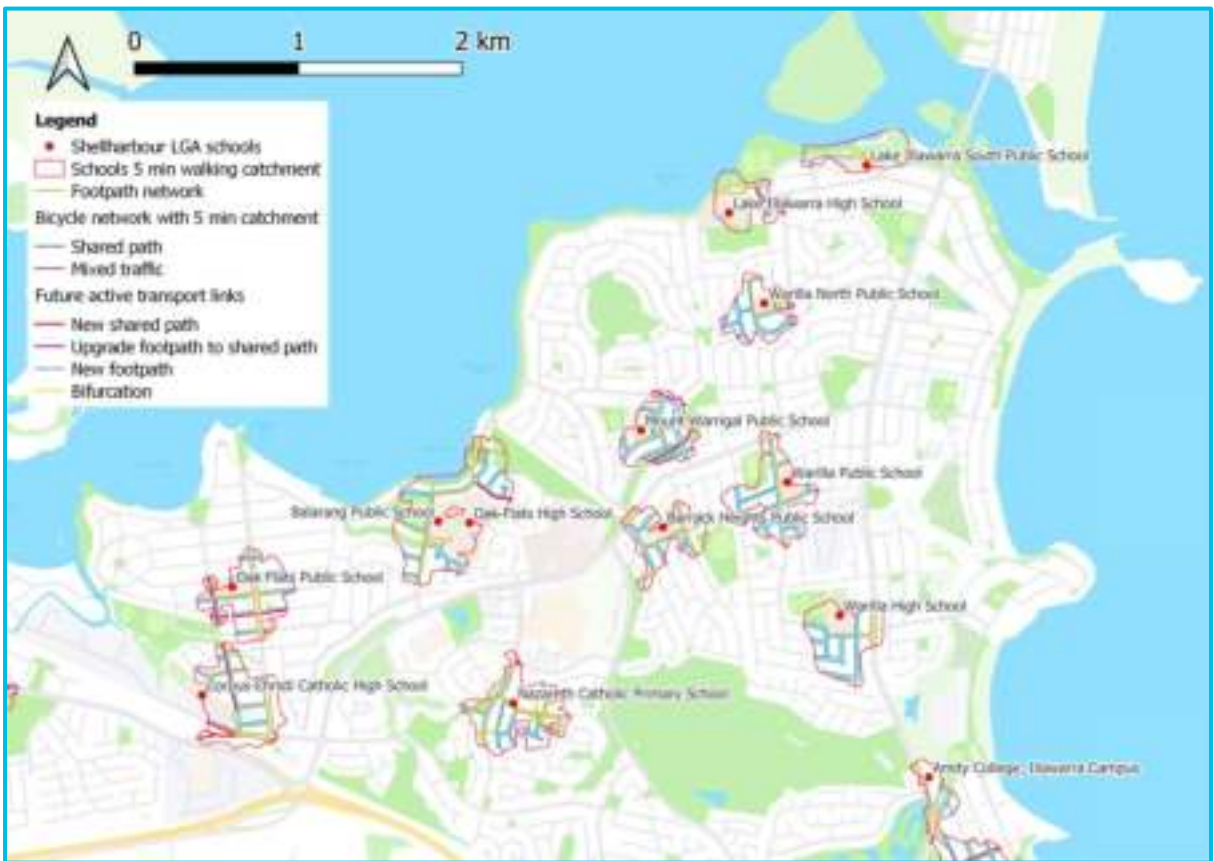 0 1 2 km
Legend
Shellharbour LGA schools
Schools 5 min walking catchment
Footpath network
Bicycle network with 5 min catchment
Shared path
Mixed traffic
Future active transport links
New shared path
Upgrade footpath to shared path
New footpath
Bifurcation
Lake Illawarra South Public School
Lake Illawarra High School
Warilla North Public School
Mount Warrigal Public School
Warilla Public School
Balarang Public School
Oak Flats High School
Barrack Heights Public School
Oak Flats Public School
Warilla High School
Corpus Christi Catholic High School
Nazareth Catholic Primary School
College, Illawarra Campus